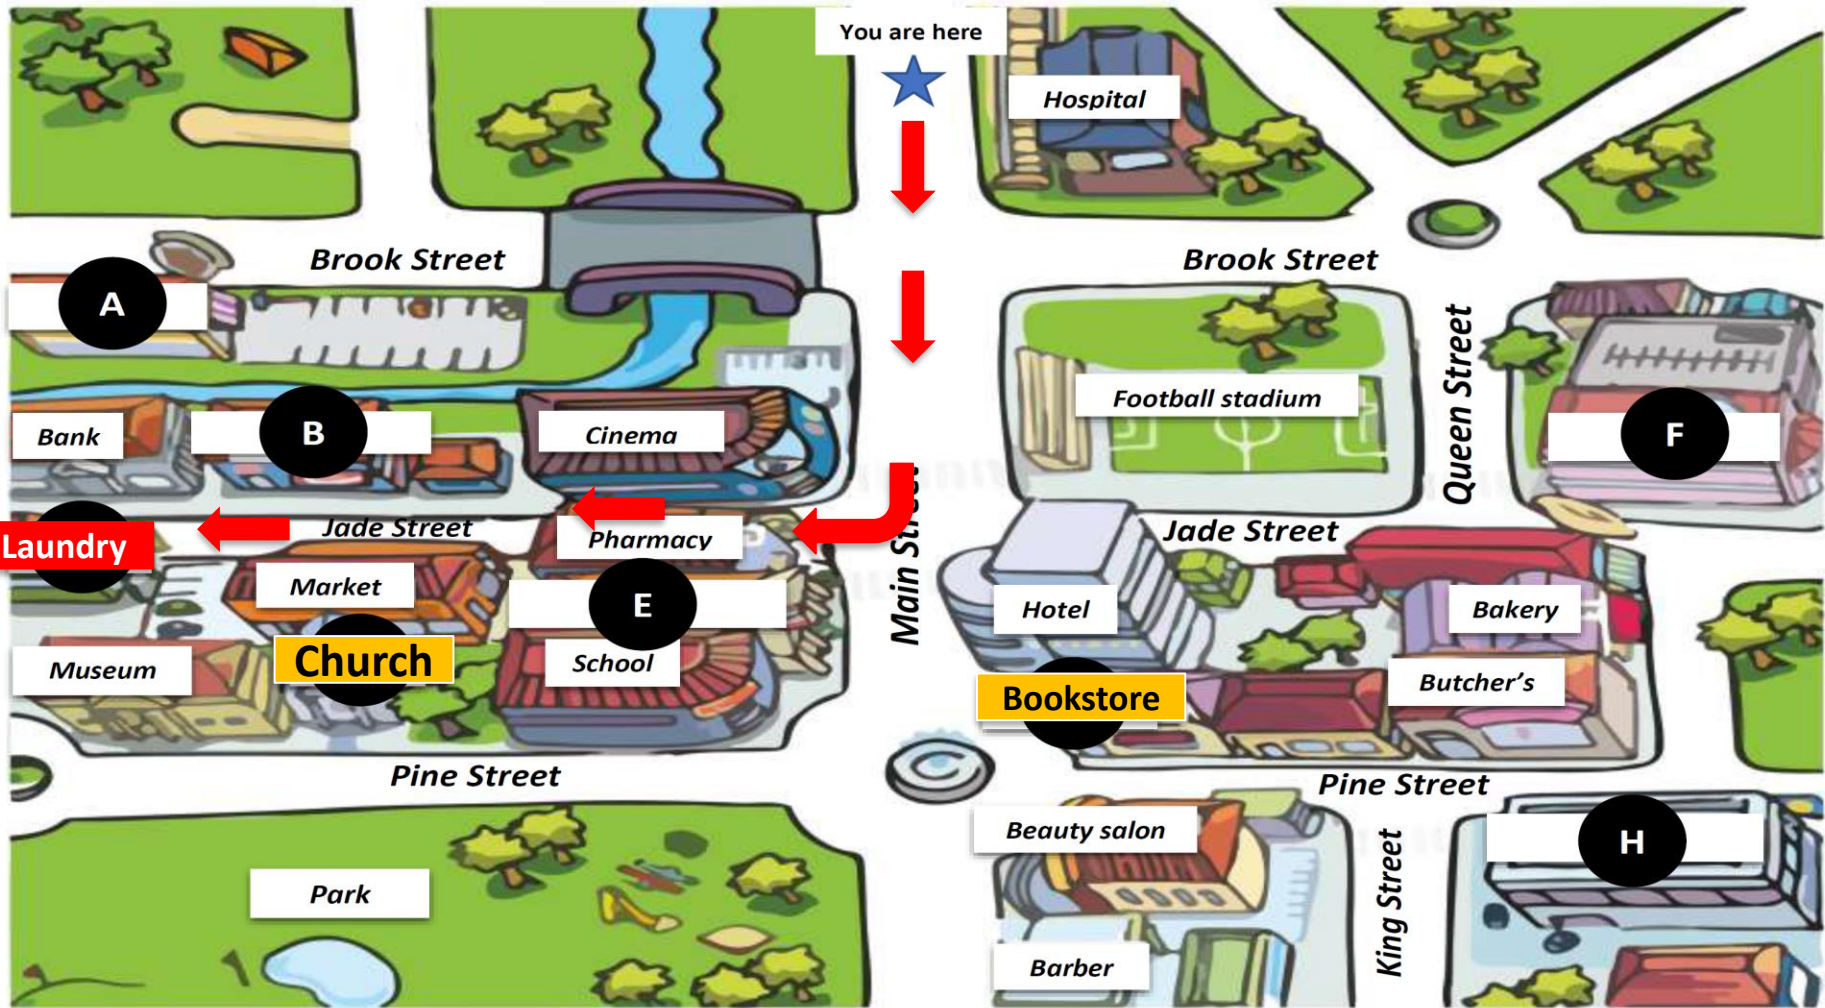 You are here
Hospital
Brook Street
Brook Street
A
Queen Street
Football stadium
Bank
B
Cinema
F
Main Street
Jade Street
Jade Street
Laundry
Pharmacy
Market
E
Hotel
Bakery
Museum
Church
School
Bookstore
Butcher's
Pine Street
Pine Street
Beauty salon
King Street
H
Park
Barber